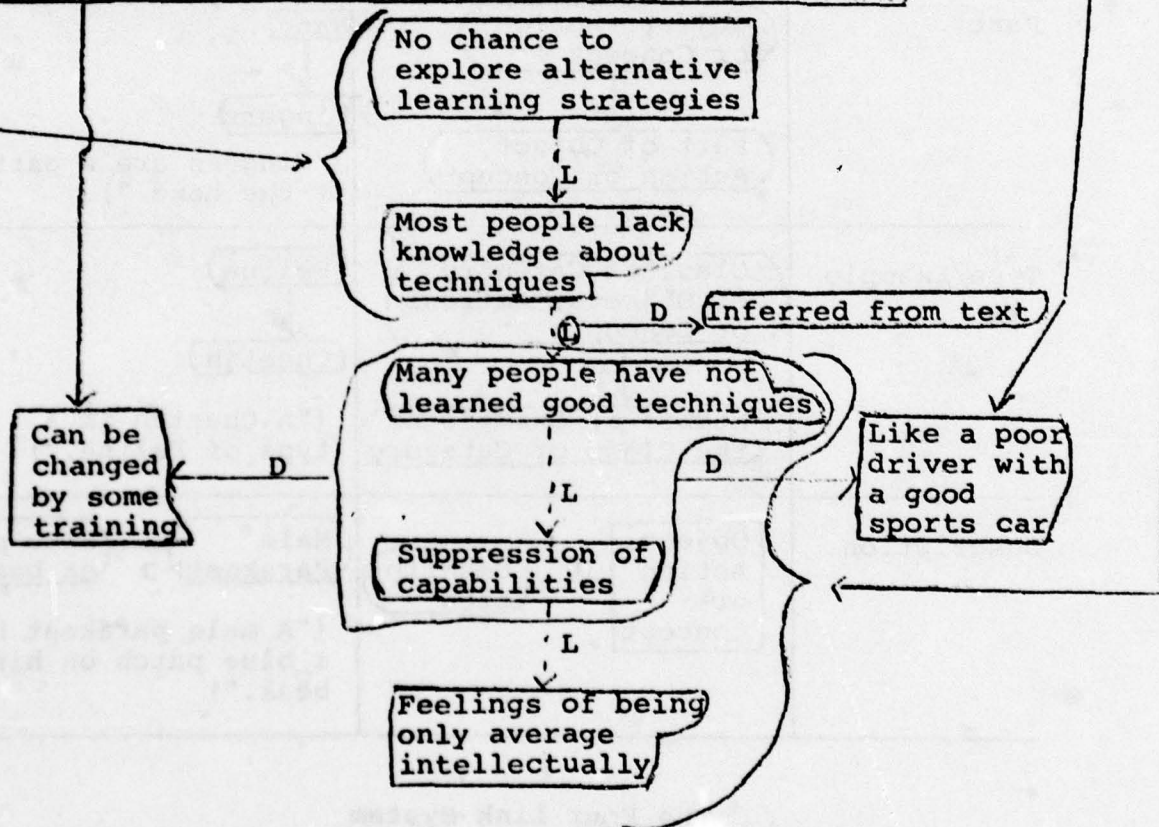 No chance to
explore alternative
learning strategies
L
Most people lack
knowledge about
techniques
L
D
Inferred from text
Many people have not
learned good techniques
Can be
changed
by some
training
D
D
Like a poor
driver with
a good
sports car
L
Suppression of
capabilities
L
Feelings of being
only average
intellectually